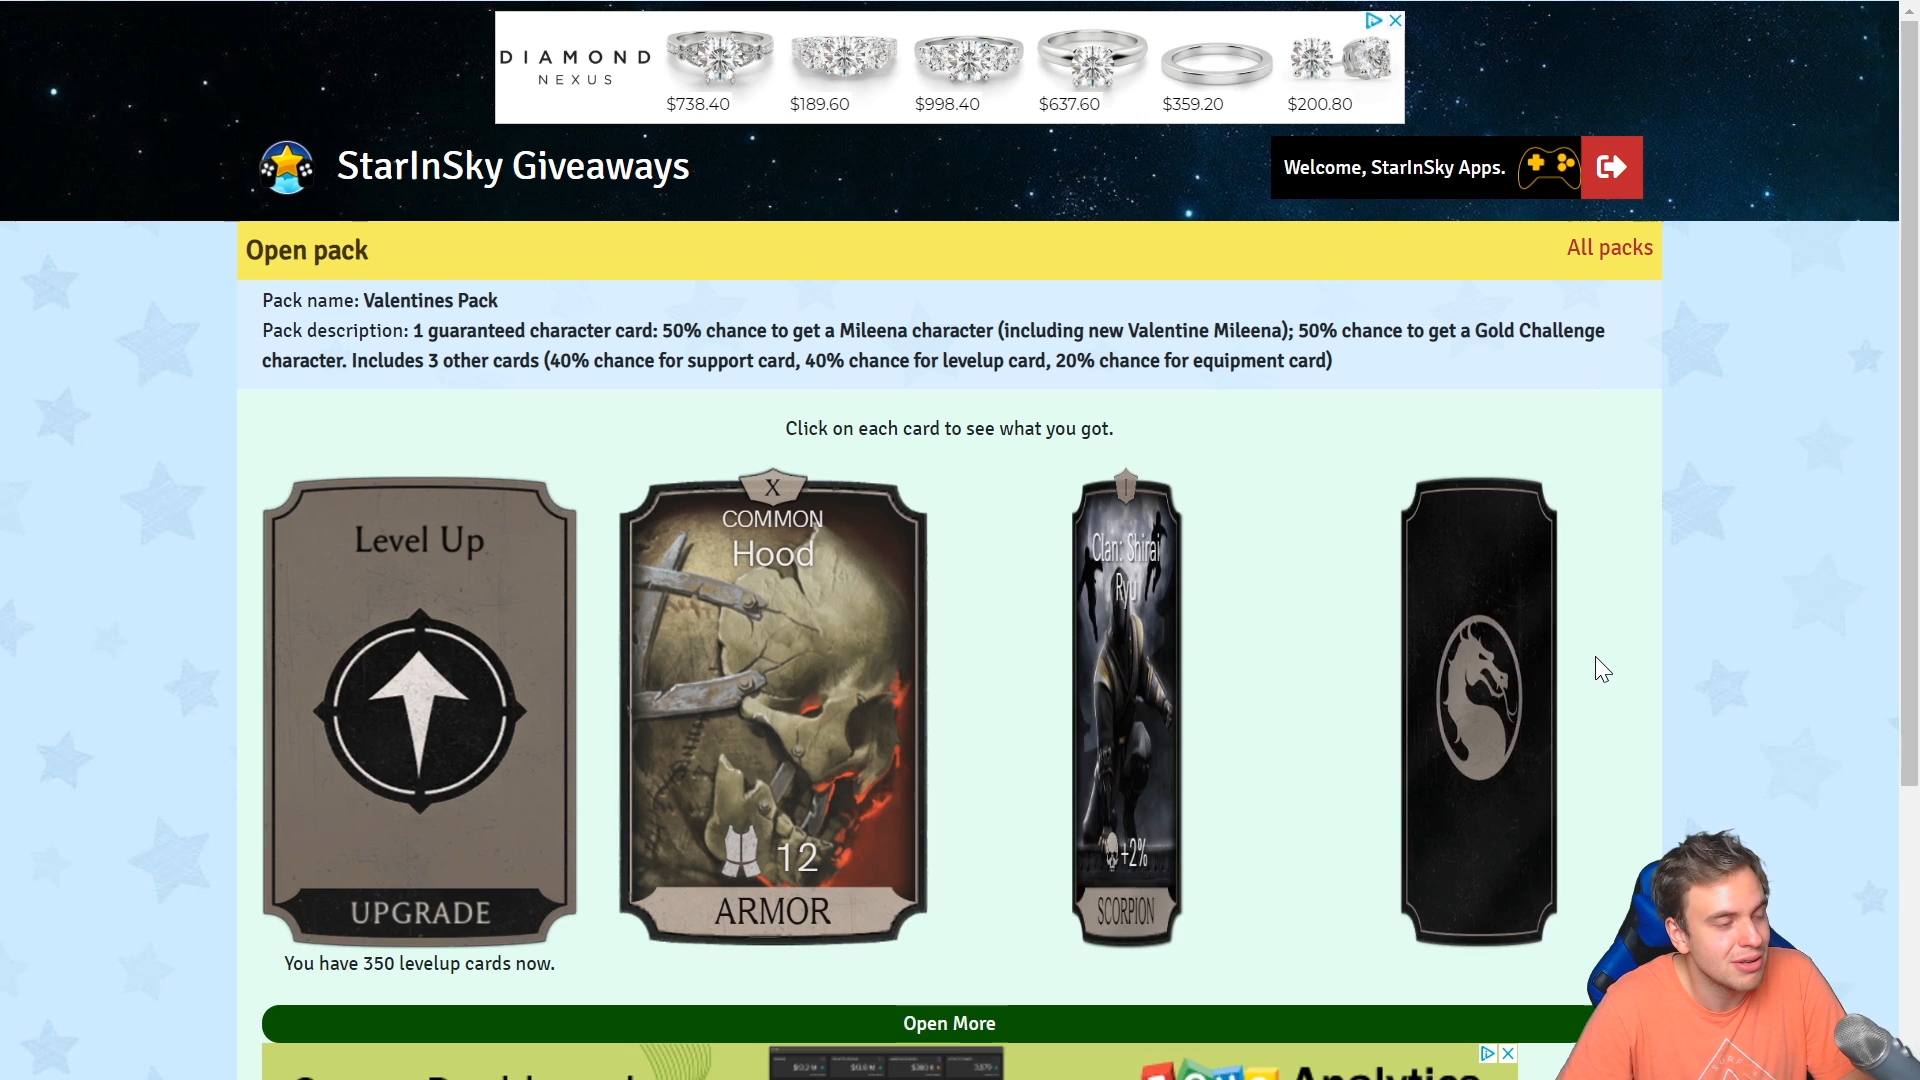 DIAMOND
NEXUS
$738.40
$189.60
$998.40
$637.60
$359.20
$200.80
StarInSky Giveaways
Welcome, StarInSky Apps.
Open pack
All packs
Pack name: Valentines Pack
Pack description: 1 guaranteed character card: 50% chance to get a Mileena character (including new Valentine Mileena); 50% chance to get a Gold Challenge
character. Includes 3 other cards (40% chance for support card, 40% chance for levelup card, 20% chance for equipment card)
Click on each card to see what you got.
Level Up
UPGRADE
X
COMMON
Hood
12
ARMOR
I
Clan: Shirai
Ryu
+2%
SCORPION
You have 350 levelup cards now.
Open More
Analytics